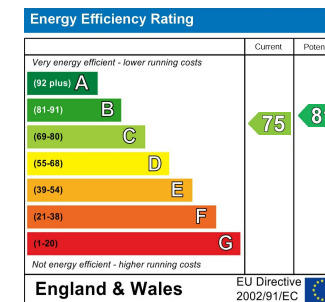 Energy Efficiency Rating
Current
Very energy efficient - lower running costs
(92 plus) A
(81-91) B
(69-80) C
75
(55-68) D
(39-54) E
(21-38) F
(1-20) G
Not energy efficient - higher running costs
England & Wales
EU Directive
2002/91/EC